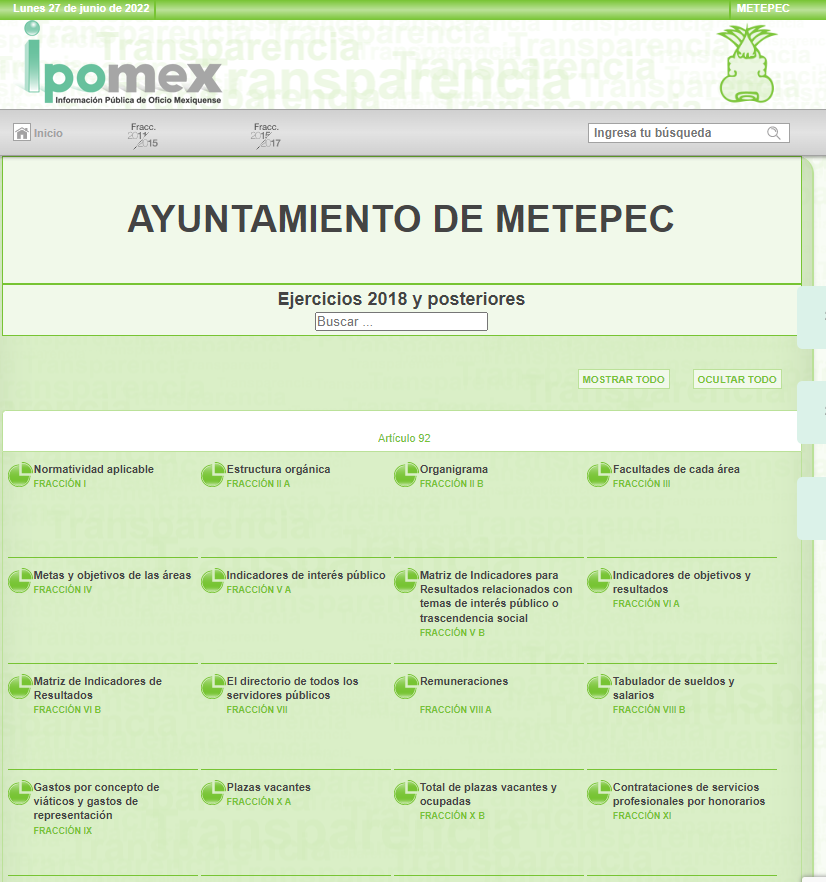 Lunes 27 de junio de 2022
METEPEC
ipomex
Información Pública de Oficio Mexiquense
Inicio
Fracc.
2015
Fracc.
2017
Ingresa tu búsqueda
AYUNTAMIENTO DE METEPEC
Ejercicios 2018 y posteriores
Buscar ...
MOSTRAR TODO
OCULTAR TODO
Artículo 92
Normatividad aplicable
FRACCIÓN I
Estructura orgánica
FRACCIÓN II A
Organigrama
FRACCIÓN II B
Facultades de cada área
FRACCIÓN III
Metas y objetivos de las áreas
FRACCIÓN IV
Indicadores de interés público
FRACCIÓN V A
Matriz de Indicadores para
Resultados relacionados con
temas de interés público o
trascendencia social
FRACCIÓN V B
Indicadores de objetivos y
resultados
FRACCIÓN VI A
Matriz de Indicadores de
Resultados
FRACCIÓN VI B
El directorio de todos los
servidores públicos
FRACCIÓN VII
Remuneraciones
FRACCIÓN VIII A
Tabulador de sueldos y
salarios
FRACCIÓN VIII B
Gastos por concepto de
viáticos y gastos de
representación
FRACCIÓN IX
Plazas vacantes
FRACCIÓN X A
Total de plazas vacantes y
ocupadas
FRACCIÓN X B
Contrataciones de servicios
profesionales por honorarios
FRACCIÓN XI